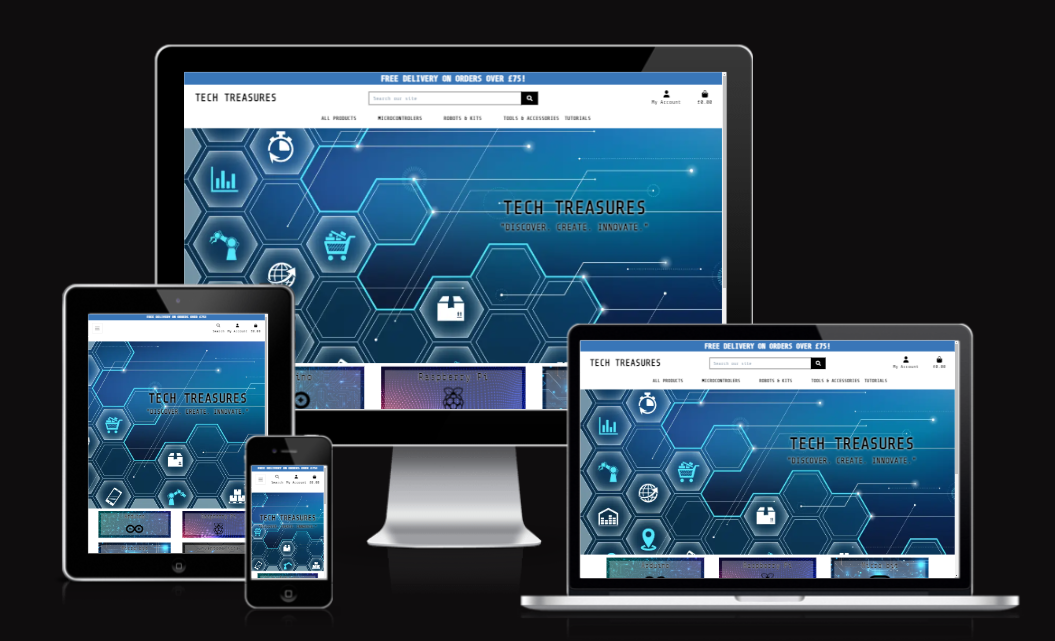 FREE DELIVERY ON ORDERS OVER £75!
TECH TREASURES
Search our site
My Account
£0.00
ALL PRODUCTS MICROCONTROLERS ROBOTS & KITS TOOLS & ACCESSORIES TUTORIALS
TECH TREASURES
"DISCOVER. CREATE. INNOVATE."
Raspberry Pi
FREE DELIVERY ON ORDERS OVER £75!
Search My Account £0.00
TECH TREASURES
"DISCOVER. CREATE. INNOVATE."
FREE DELIVERY ON ORDERS OVER £75!
Search My Account £0.00
TECH TREASURES
FREE DELIVERY ON ORDERS OVER £75!
TECH TREASURES
Search our site
My Account
£0.00
ALL PRODUCTS MICROCONTROLERS ROBOTS & KITS TOOLS & ACCESSORIES TUTORIALS
TECH TREASURES
"DISCOVER. CREATE. INNOVATE."